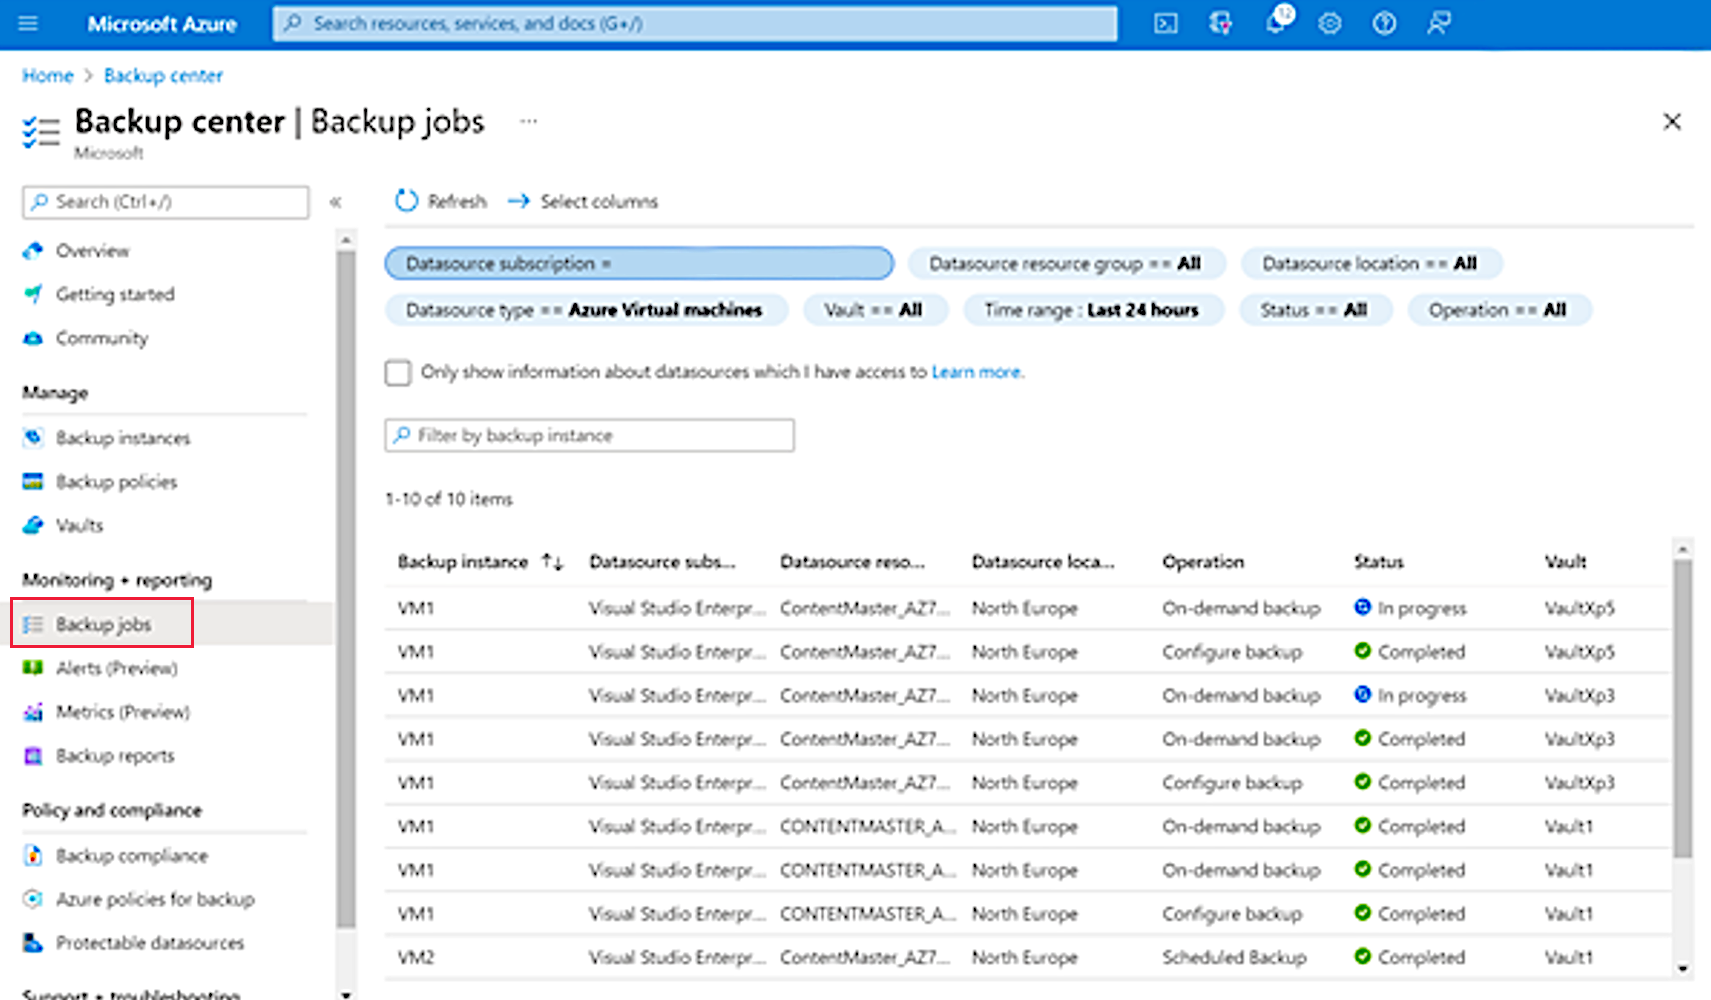 Microsoft Azure
Search resources, services, and docs (G+/)
12
Home > Backup center
Backup center | Backup jobs ...
Microsoft
Search (Ctrl+/)
«
Overview
Getting started
Community
Manage
Backup instances
Backup policies
Vaults
Monitoring + reporting
Backup jobs
Alerts (Preview)
Metrics (Preview)
Backup reports
Policy and compliance
Backup compliance
Azure policies for backup
Protectable datasources
Support + troubleshooting
Refresh Select columns
Datasource subscription = Datasource resource group == All Datasource location == All
Datasource type == Azure Virtual machines Vault == All Time range : Last 24 hours Status == All Operation == All
Only show information about datasources which I have access to Learn more.
Filter by backup instance
1-10 of 10 items
Backup instance ↑↓ Datasource subs... Datasource reso... Datasource loca... Operation Status Vault
VM1 Visual Studio Enterpr... ContentMaster_AZ7... North Europe On-demand backup In progress VaultXp5
VM1 Visual Studio Enterpr... ContentMaster_AZ7... North Europe Configure backup Completed VaultXp5
VM1 Visual Studio Enterpr... ContentMaster_AZ7... North Europe On-demand backup In progress VaultXp3
VM1 Visual Studio Enterpr... ContentMaster_AZ7... North Europe On-demand backup Completed VaultXp3
VM1 Visual Studio Enterpr... ContentMaster_AZ7... North Europe Configure backup Completed VaultXp3
VM1 Visual Studio Enterpr... CONTENTMASTER_A... North Europe On-demand backup Completed Vault1
VM1 Visual Studio Enterpr... CONTENTMASTER_A... North Europe On-demand backup Completed Vault1
VM1 Visual Studio Enterpr... CONTENTMASTER_A... North Europe Configure backup Completed Vault1
VM2 Visual Studio Enterpr... ContentMaster_AZ7... North Europe Scheduled Backup Completed Vault1